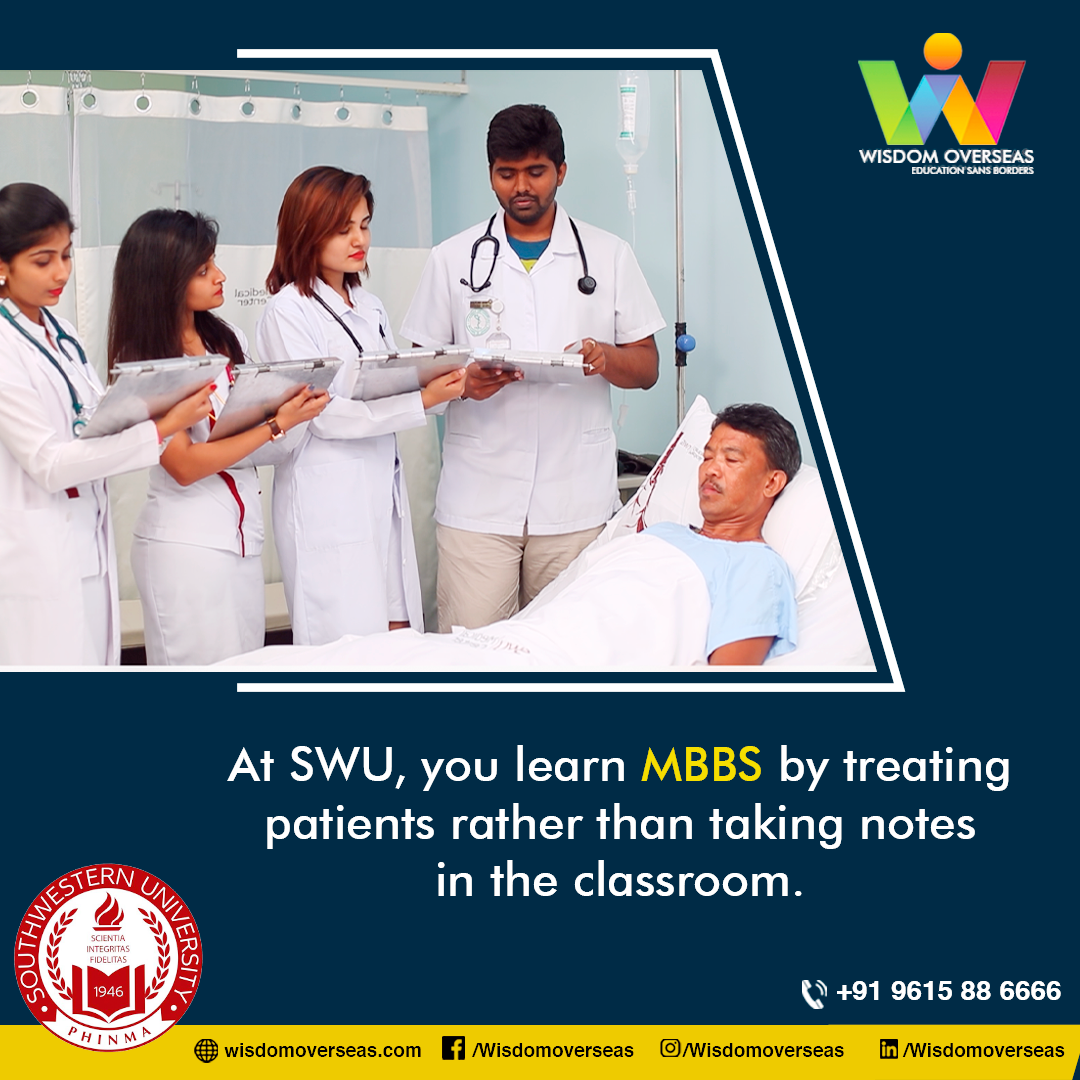 WISDOM OVERSEAS
EDUCATION SANS BORDERS
At SWU, you learn MBBS by treating
patients rather than taking notes
in the classroom.
SOUTHWESTERN UNIVERSITY
SCIENTIA
INTEGRITAS
FIDELITAS
1946
PHINMA
+91 9615 88 6666
wisdomoverseas.com /Wisdomoverseas /Wisdomoverseas /Wisdomoverseas